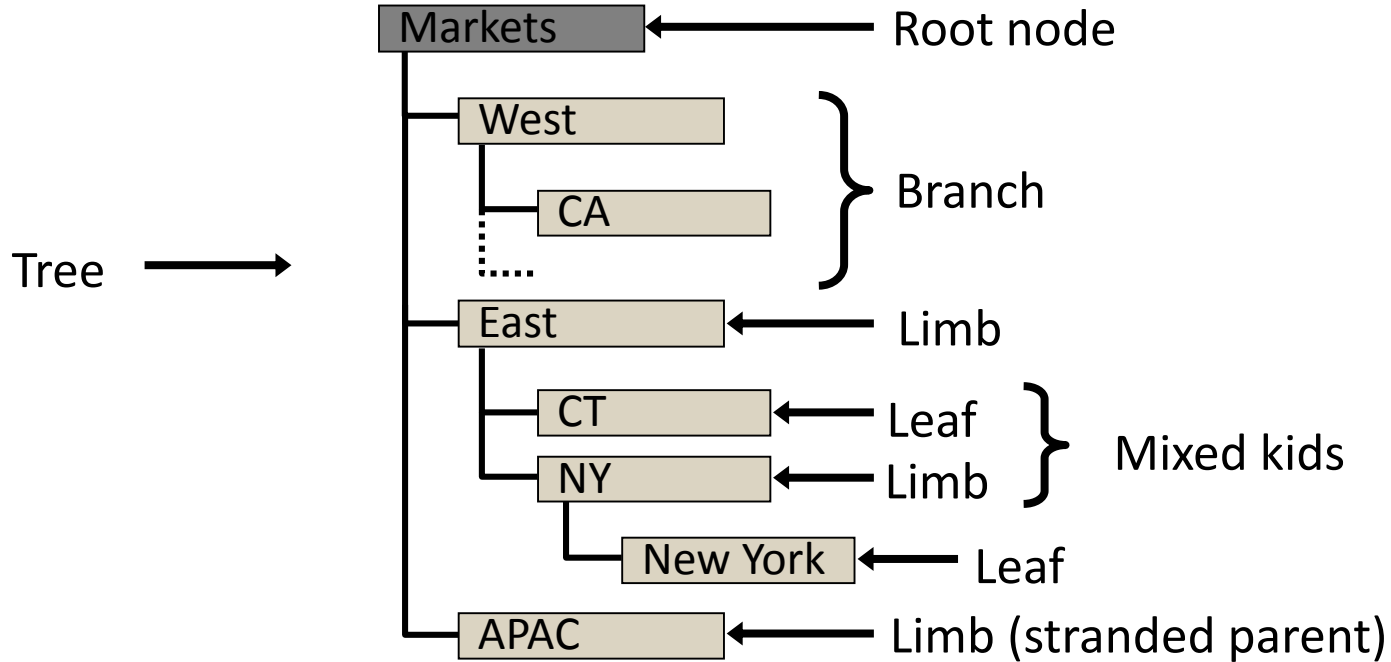 Markets
Root node
West
Branch
CA
Tree
East
Limb
CT
Leaf
Mixed kids
NY
Limb
New York
Leaf
APAC
Limb (stranded parent)